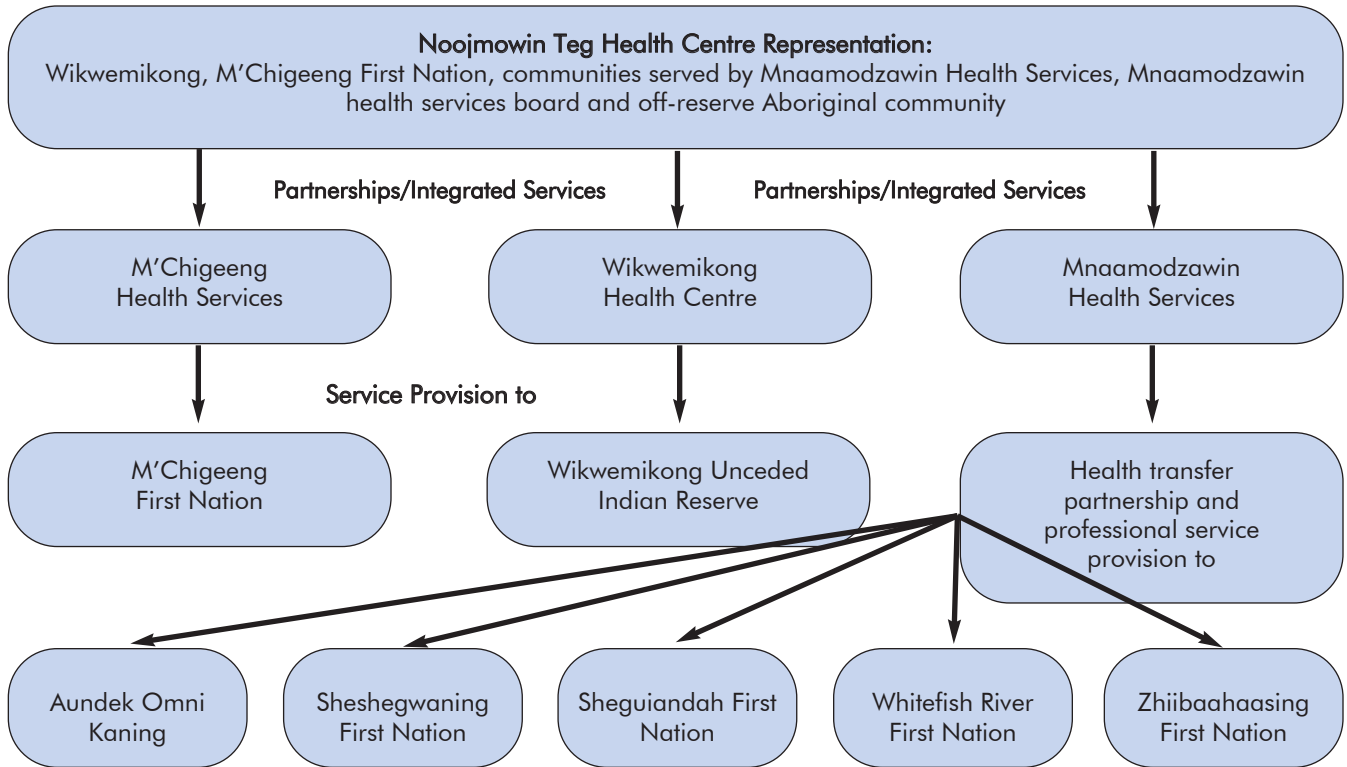 Noojmowin Teg Health Centre Representation:
Wikwemikong, M’Chigeeng First Nation, communities served by Mnaamodzawin Health Services, Mnaamodzawin
health services board and off-reserve Aboriginal community
Partnerships/Integrated Services
Partnerships/Integrated Services
M’Chigeeng
Health Services
Wikwemikong
Health Centre
Mnaamodzawin
Health Services
Service Provision to
M’Chigeeng
First Nation
Wikwemikong Unceded
Indian Reserve
Health transfer
partnership and
professional service
provision to
Aundek Omni
Kaning
Sheshegwaning
First Nation
Sheguiandah First
Nation
Whitefish River
First Nation
Zhiibaahaasing
First Nation